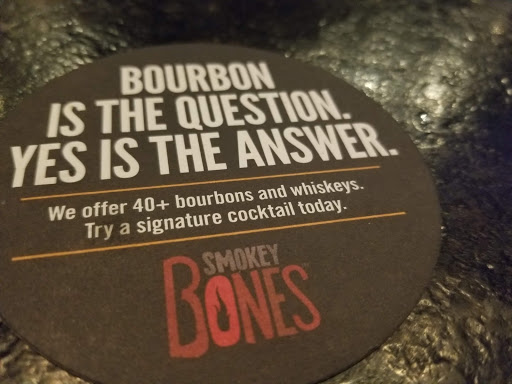 BOURBON
IS THE QUESTION.
YES IS THE ANSWER.
We offer 40+ bourbons and whiskeys.
Try a signature cocktail today.
SMOKEY
BONES